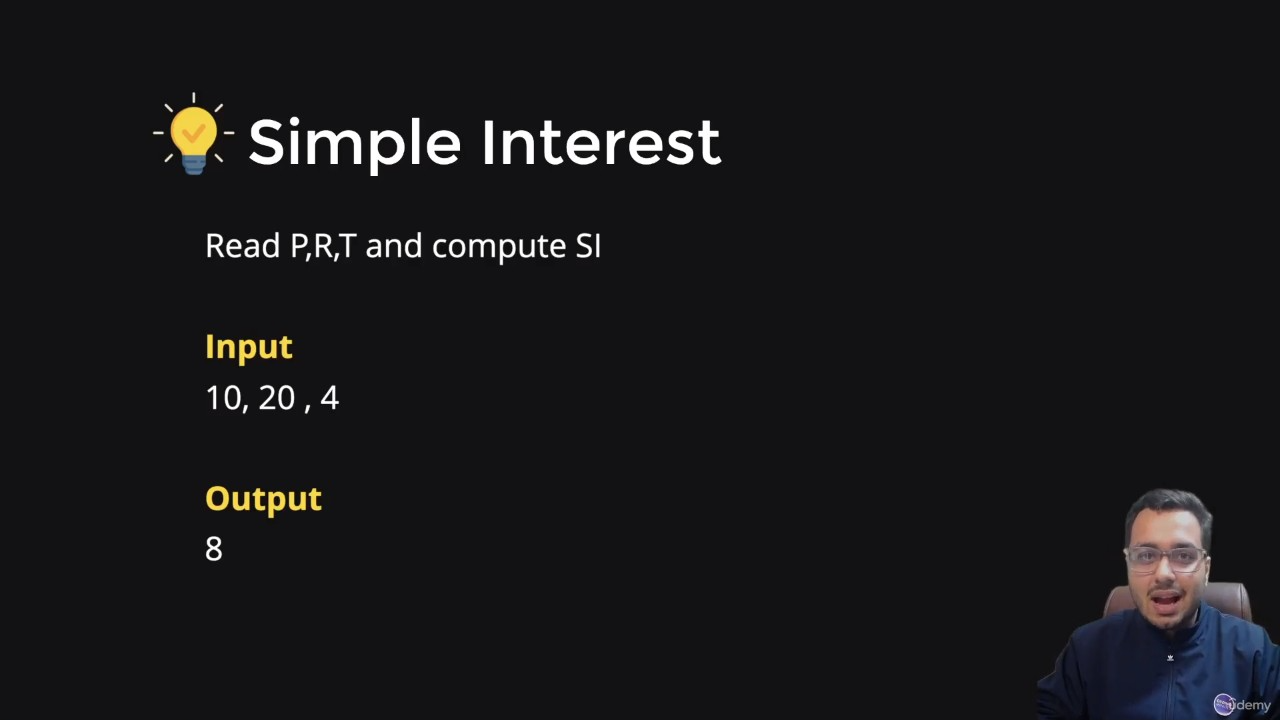 Simple Interest
Read P,R,T and compute SI
Input
10, 20 , 4
Output
8
udemy